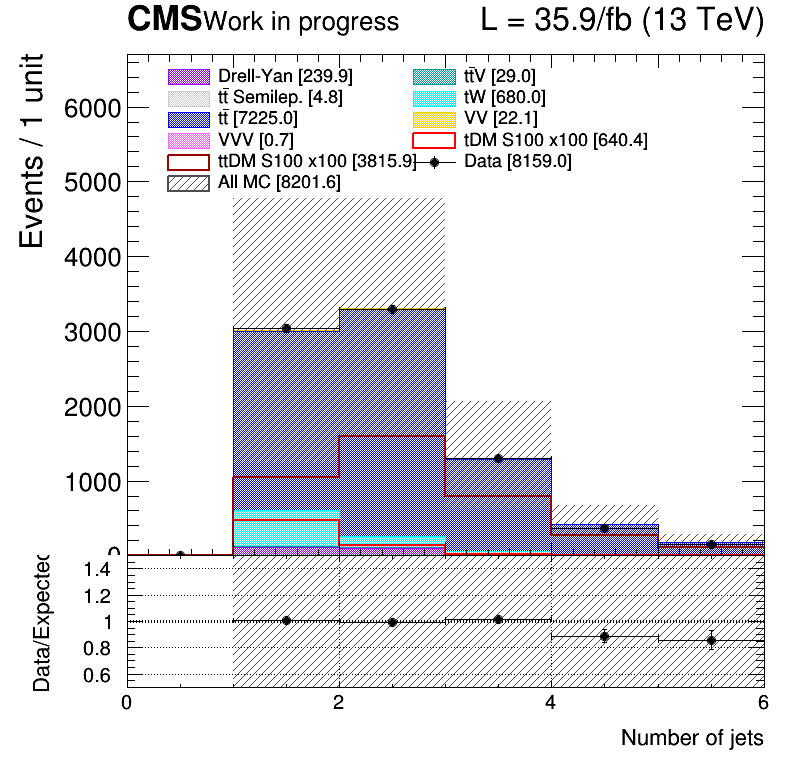 CMS Work in progress L = 35.9/fb (13 TeV)
Drell-Yan [239.9] tt̄V [29.0]
tt̄ Semilep. [4.8] tW [680.0]
tt̄ [7225.0] VV [22.1]
VVV [0.7] tDM S100 x100 [640.4]
ttDM S100 x100 [3815.9] Data [8159.0]
All MC [8201.6]
Events / 1 unit
6000
5000
4000
3000
2000
1000
0
Data/Expected
1.4
1.2
1
0.8
0.6
0 2 4 6
Number of jets